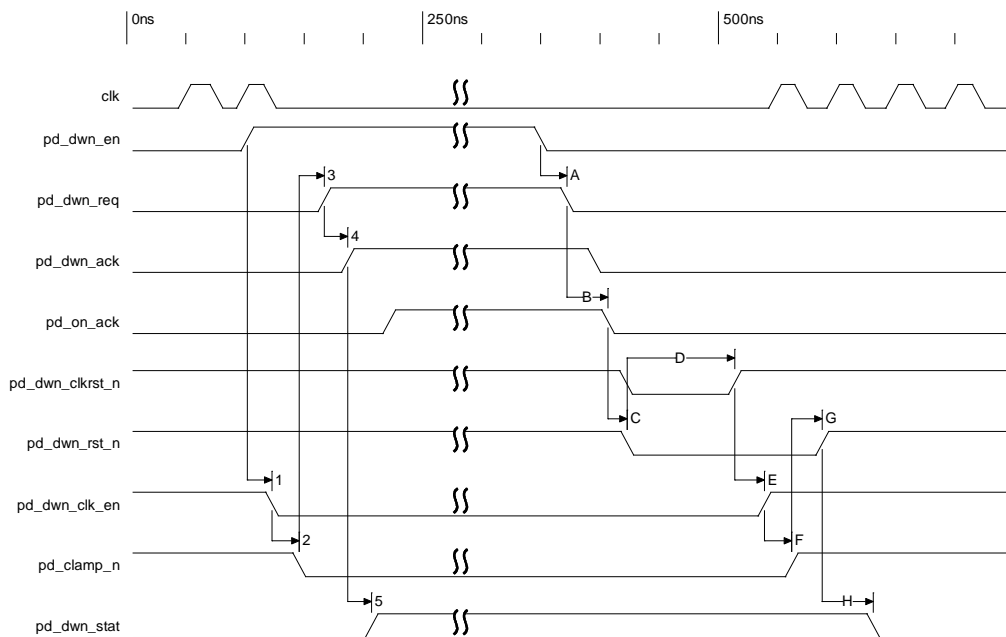 0ns 250ns 500ns
clk
pd_dwn_en
3 A
pd_dwn_req
4
pd_dwn_ack
B
pd_on_ack
D
pd_dwn_clkrst_n
C G
pd_dwn_rst_n
1 E
pd_dwn_clk_en
2 F
pd_clamp_n
5 H
pd_dwn_stat